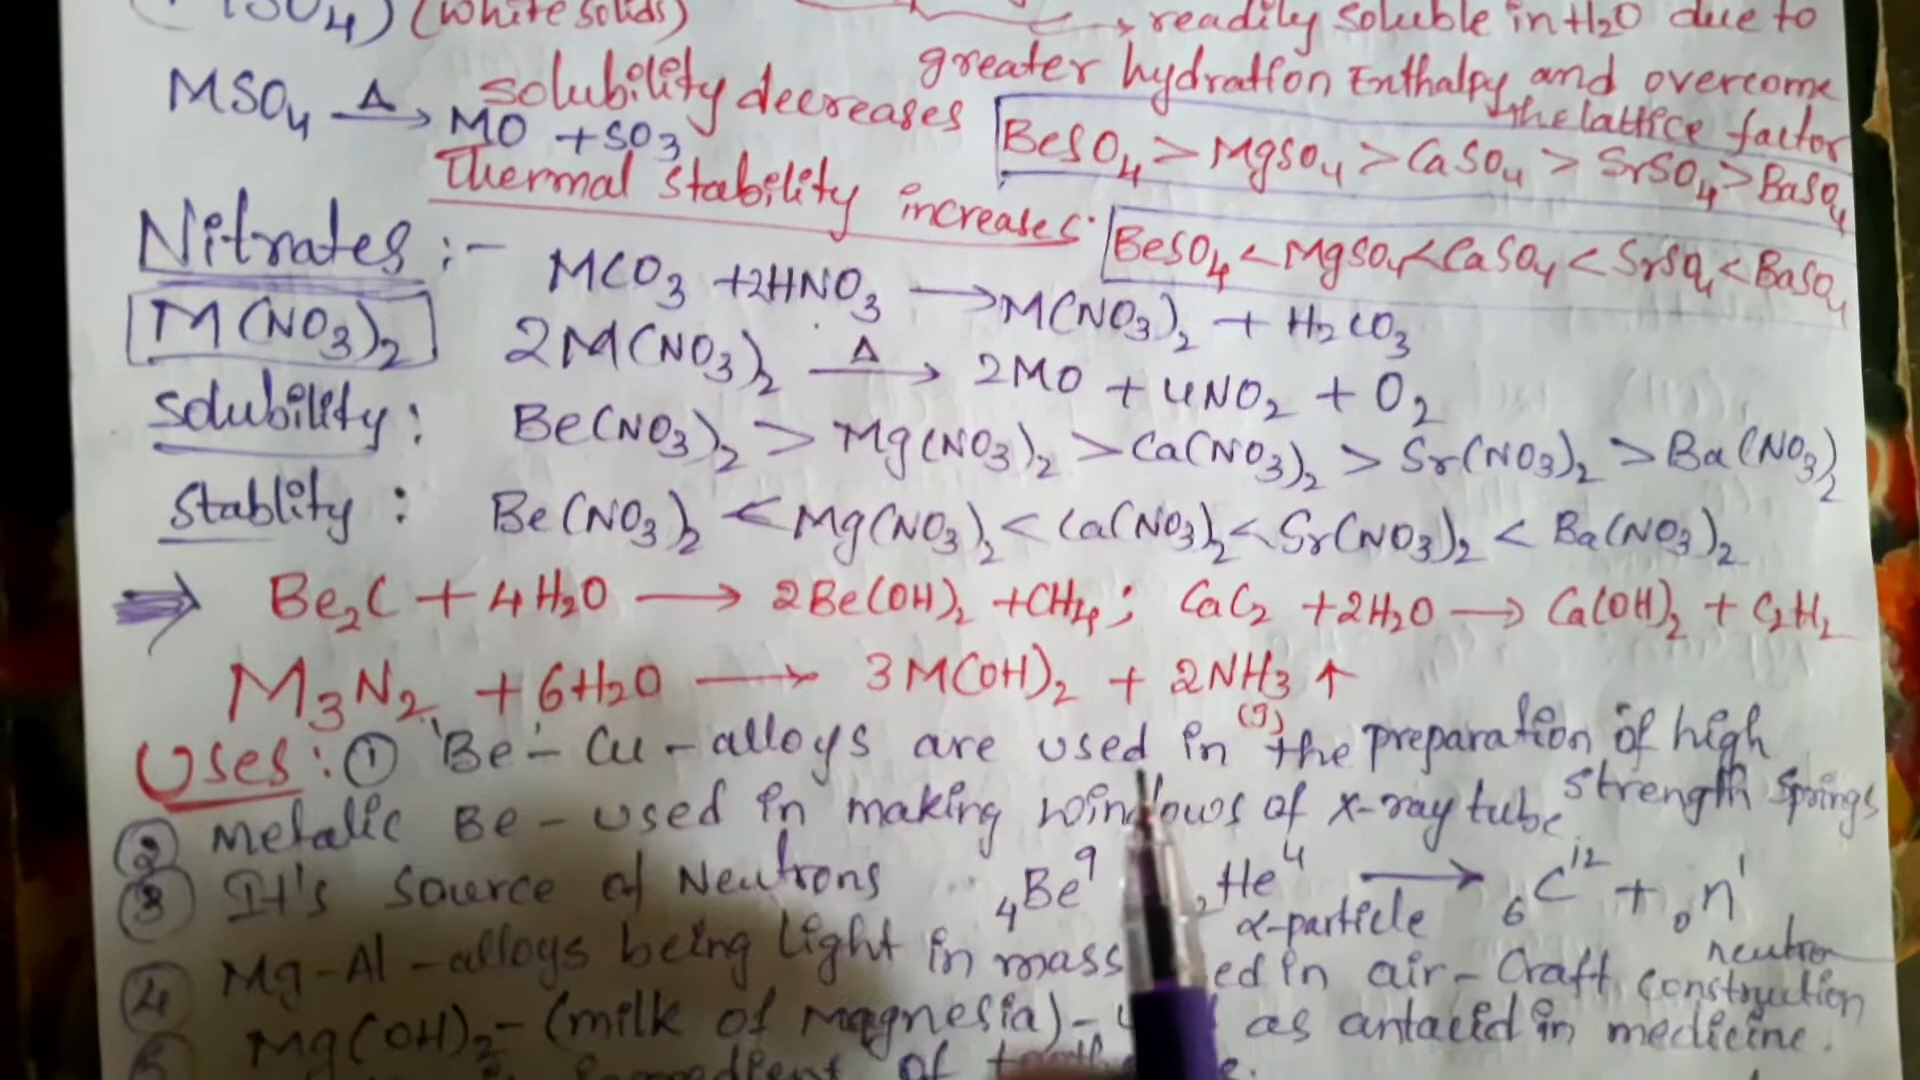 SO4) (White solids)
→ readily soluble in H2O due to
greater hydration Enthalpy and overcome
the lattice factor
MSO4 —Δ→ MO + SO3
solubility decreases BeSO4 > MgSO4 > CaSO4 > SrSO4 > BaSO4
Thermal stability increases: BeSO4 < MgSO4 < CaSO4 < SrSO4 < BaSO4
Nitrates :-
MCO3 + 2HNO3 → M(NO3)2 + H2CO3
M(NO3)2
2M(NO3)2 —Δ→ 2MO + 4NO2 + O2
Solubility : Be(NO3)2 > Mg(NO3)2 > Ca(NO3)2 > Sr(NO3)2 > Ba(NO3)2
Stablity : Be(NO3)2 < Mg(NO3)2 < Ca(NO3)2 < Sr(NO3)2 < Ba(NO3)2
⇒ Be2C + 4H2O → 2Be(OH)2 + CH4 ; CaC2 + 2H2O → Ca(OH)2 + C2H2
M3N2 + 6H2O → 3M(OH)2 + 2NH3 ↑
(g)
Uses : ① 'Be'- Cu - alloys are used in the preparation of high
strength springs
② Metalic Be - used in making windows of x-ray tube
③ It's source of Neutrons 4Be9 2He4 → 6C12 + 0n1
α-particle
neutron
④ Mg-Al - alloys being light in mass ed in air-Craft construction
⑤ Mg(OH)2 - (milk of magnesia) - as antacid in medicine.
of